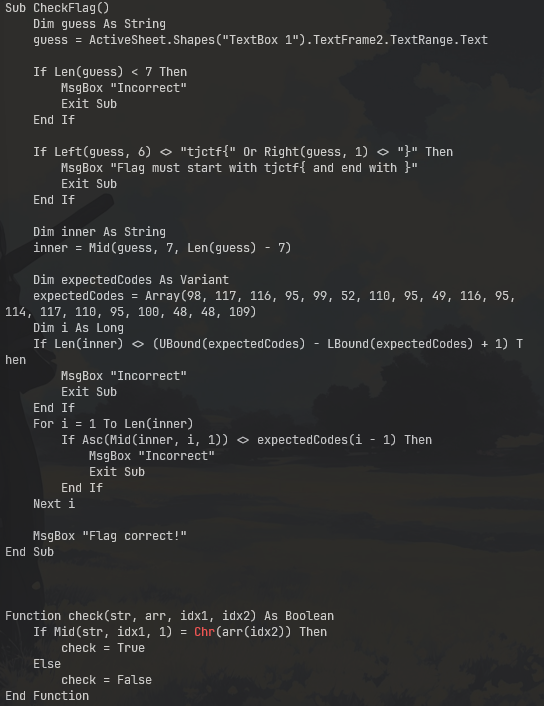 Sub CheckFlag()
    Dim guess As String
    guess = ActiveSheet.Shapes("TextBox 1").TextFrame2.TextRange.Text

    If Len(guess) < 7 Then
        MsgBox "Incorrect"
        Exit Sub
    End If

    If Left(guess, 6) <> "tjctf{" Or Right(guess, 1) <> "}" Then
        MsgBox "Flag must start with tjctf{ and end with }"
        Exit Sub
    End If

    Dim inner As String
    inner = Mid(guess, 7, Len(guess) - 7)

    Dim expectedCodes As Variant
    expectedCodes = Array(98, 117, 116, 95, 99, 52, 110, 95, 49, 116, 95,
114, 117, 110, 95, 100, 48, 48, 109)
    Dim i As Long
    If Len(inner) <> (UBound(expectedCodes) - LBound(expectedCodes) + 1) T
hen
        MsgBox "Incorrect"
        Exit Sub
    End If
    For i = 1 To Len(inner)
        If Asc(Mid(inner, i, 1)) <> expectedCodes(i - 1) Then
            MsgBox "Incorrect"
            Exit Sub
        End If
    Next i

    MsgBox "Flag correct!"
End Sub


Function check(str, arr, idx1, idx2) As Boolean
    If Mid(str, idx1, 1) = Chr(arr(idx2)) Then
        check = True
    Else
        check = False
End Function